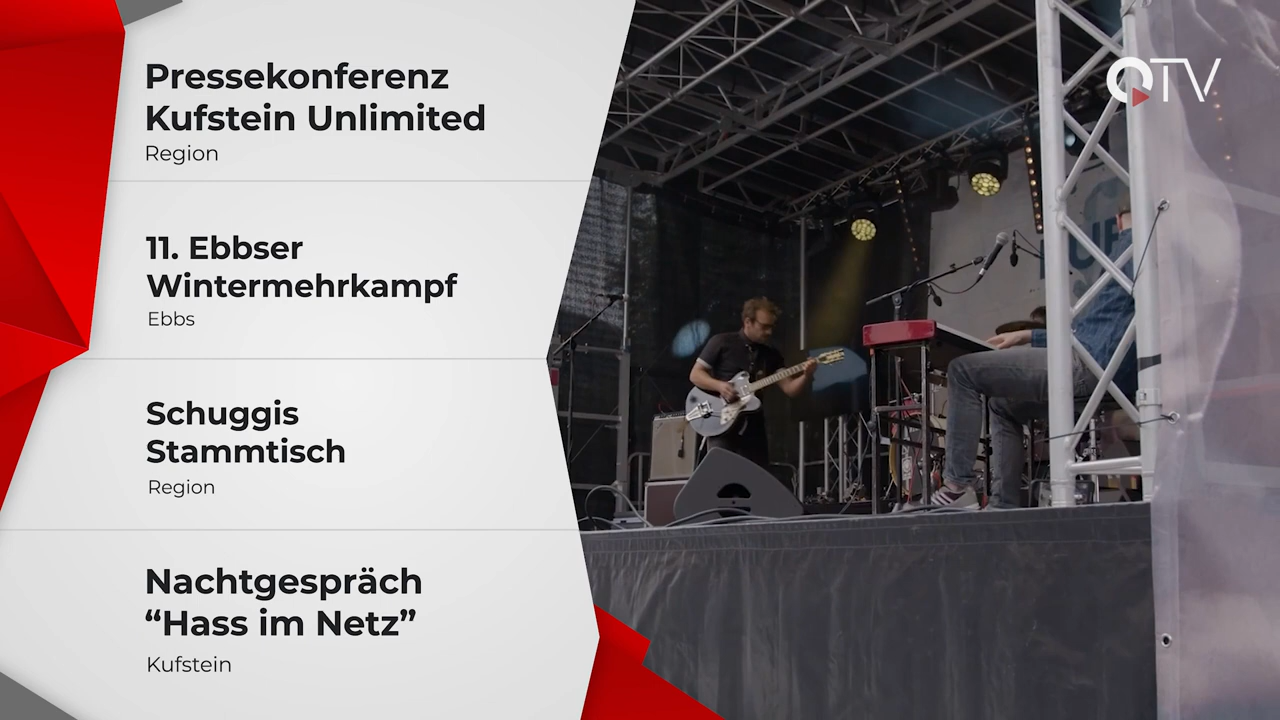 Pressekonferenz
Kufstein Unlimited
Region
11. Ebbser
Wintermehrkampf
Ebbs
Schuggis
Stammtisch
Region
Nachtgespräch
“Hass im Netz”
Kufstein
QTV